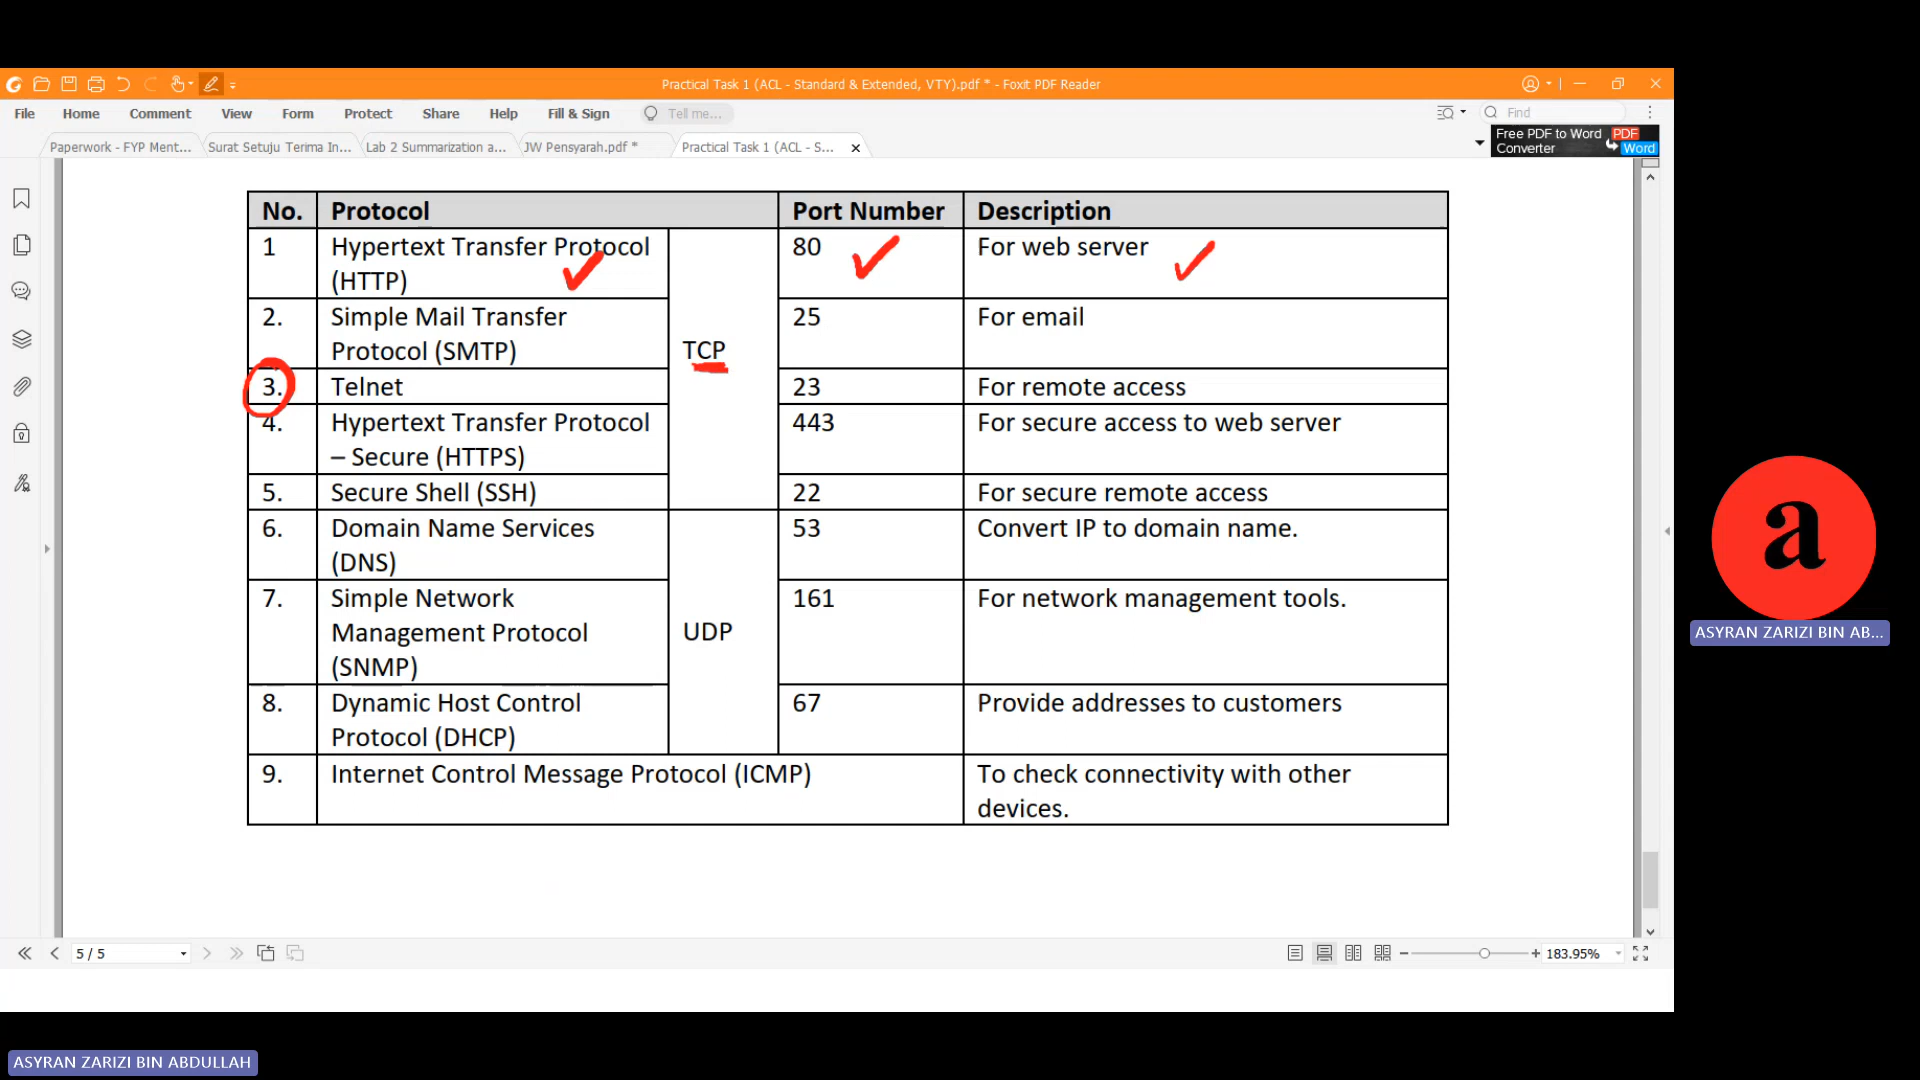 Practical Task 1 (ACL - Standard & Extended, VTY).pdf * - Foxit PDF Reader
File Home Comment View Form Protect Share Help Fill & Sign Tell me... Find
Paperwork - FYP Ment... Surat Setuju Terima In... Lab 2 Summarization a... JW Pensyarah.pdf * Practical Task 1 (ACL - S...
Free PDF to Word PDF
Converter Word
No. Protocol Port Number Description
1 Hypertext Transfer Protocol 80 For web server
(HTTP)
2. Simple Mail Transfer 25 For email
Protocol (SMTP)
TCP
3. Telnet 23 For remote access
4. Hypertext Transfer Protocol 443 For secure access to web server
– Secure (HTTPS)
5. Secure Shell (SSH) 22 For secure remote access
6. Domain Name Services 53 Convert IP to domain name.
(DNS)
7. Simple Network 161 For network management tools.
Management Protocol
UDP
(SNMP)
8. Dynamic Host Control 67 Provide addresses to customers
Protocol (DHCP)
9. Internet Control Message Protocol (ICMP) To check connectivity with other
devices.
a
ASYRAN ZARIZI BIN AB...
5 / 5 183.95%
ASYRAN ZARIZI BIN ABDULLAH